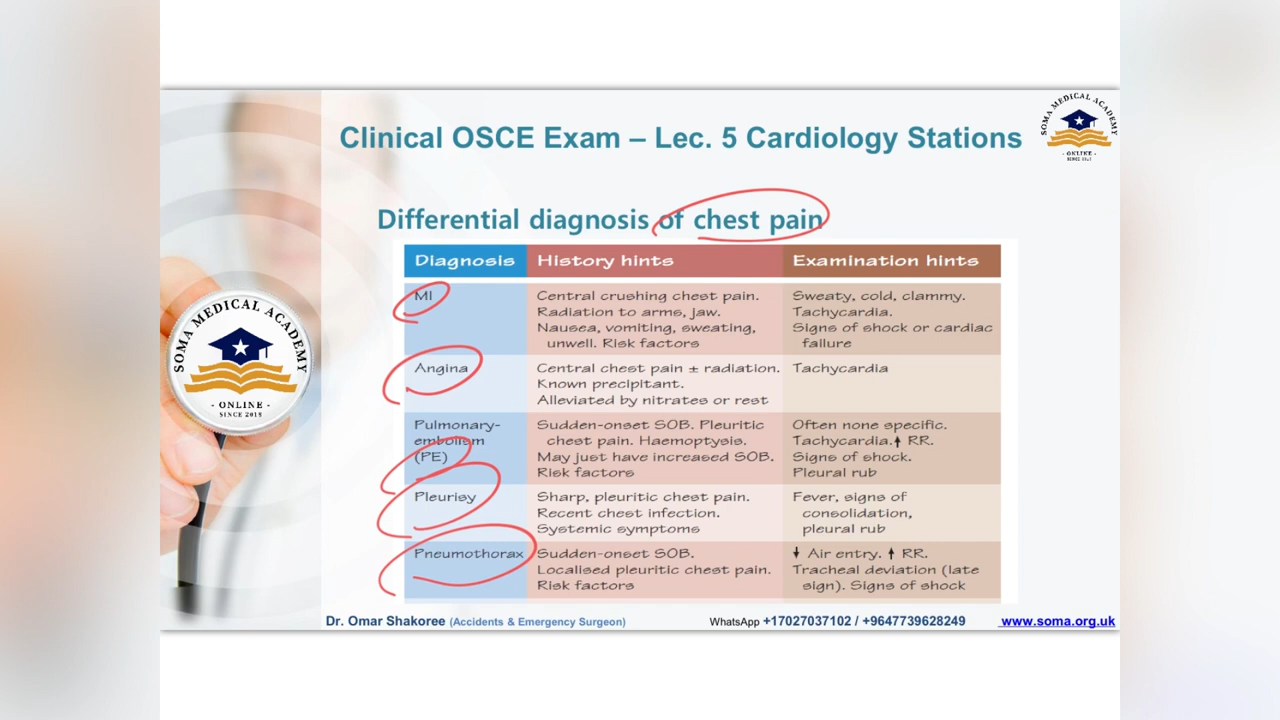 Clinical OSCE Exam – Lec. 5 Cardiology Stations
SOMA MEDICAL ACADEMY
- ONLINE -
Differential diagnosis of chest pain
Diagnosis History hints Examination hints
MI
Central crushing chest pain.
Radiation to arms, jaw.
Nausea, vomiting, sweating,
unwell. Risk factors
Sweaty, cold, clammy.
Tachycardia.
Signs of shock or cardiac
failure
Angina
Central chest pain ± radiation.
Known precipitant.
Alleviated by nitrates or rest
Tachycardia
Pulmonary-
embolism
(PE)
Sudden-onset SOB. Pleuritic
chest pain. Haemoptysis.
May just have increased SOB.
Risk factors
Often none specific.
Tachycardia.↑ RR.
Signs of shock.
Pleural rub
Pleurisy
Sharp, pleuritic chest pain.
Recent chest infection.
Systemic symptoms
Fever, signs of
consolidation,
pleural rub
Pneumothorax
Sudden-onset SOB.
Localised pleuritic chest pain.
Risk factors
↓ Air entry. ↑ RR.
Tracheal deviation (late
sign). Signs of shock
SOMA MEDICAL ACADEMY
- ONLINE -
Dr. Omar Shakoree (Accidents & Emergency Surgeon) WhatsApp +17027037102 / +9647739628249 www.soma.org.uk